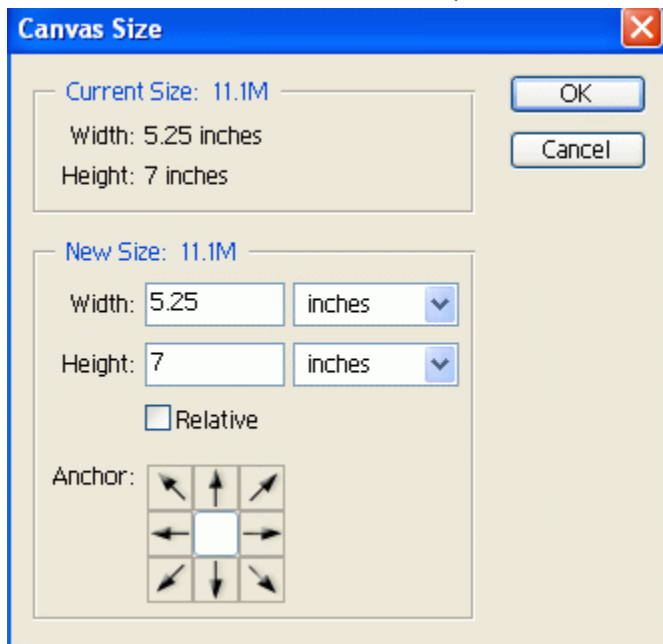 Canvas Size
Current Size: 11.1M
OK
Width: 5.25 inches
Cancel
Height: 7 inches
New Size: 11.1M
Width: 5.25 inches
Height: 7 inches
Relative
Anchor: